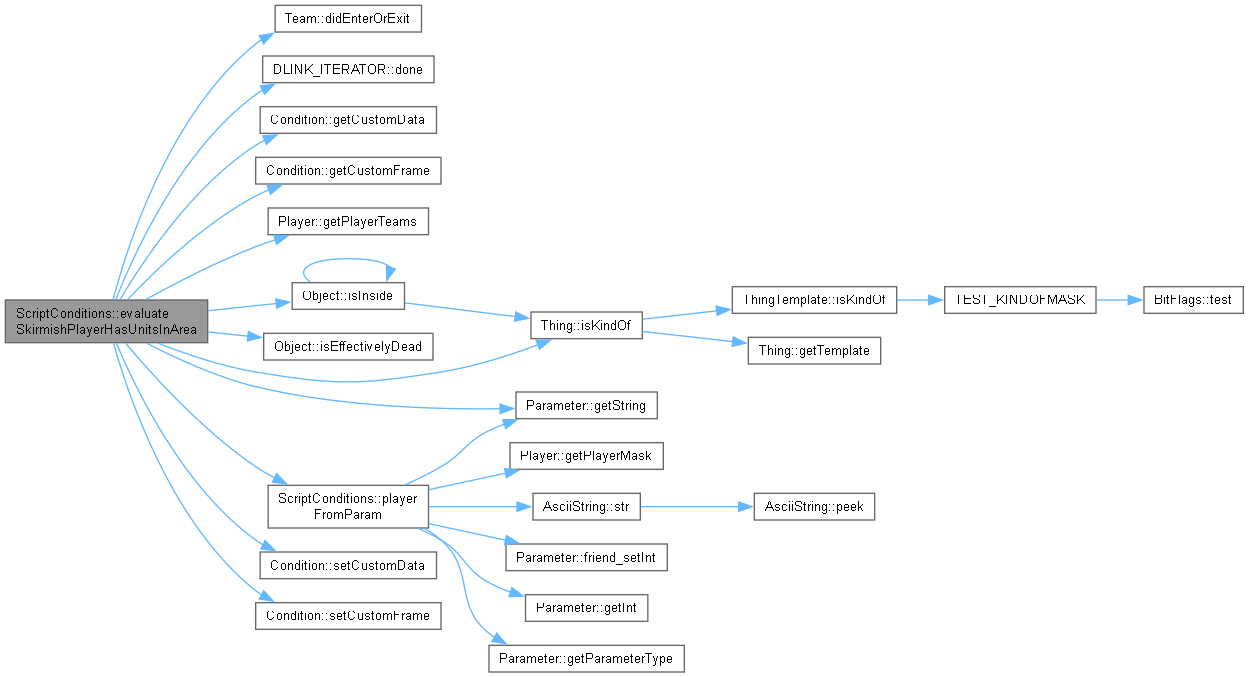 Team::didEnterOrExit
DLINK_ITERATOR::done
Condition::getCustomData
Condition::getCustomFrame
Player::getPlayerTeams
ScriptConditions::evaluate
SkirmishPlayerHasUnitsInArea
Object::isInside
Thing::isKindOf
ThingTemplate::isKindOf
TEST_KINDOFMASK
BitFlags::test
Object::isEffectivelyDead
Thing::getTemplate
Parameter::getString
Player::getPlayerMask
ScriptConditions::player
FromParam
AsciiString::str
AsciiString::peek
Parameter::friend_setInt
Condition::setCustomData
Parameter::getInt
Condition::setCustomFrame
Parameter::getParameterType